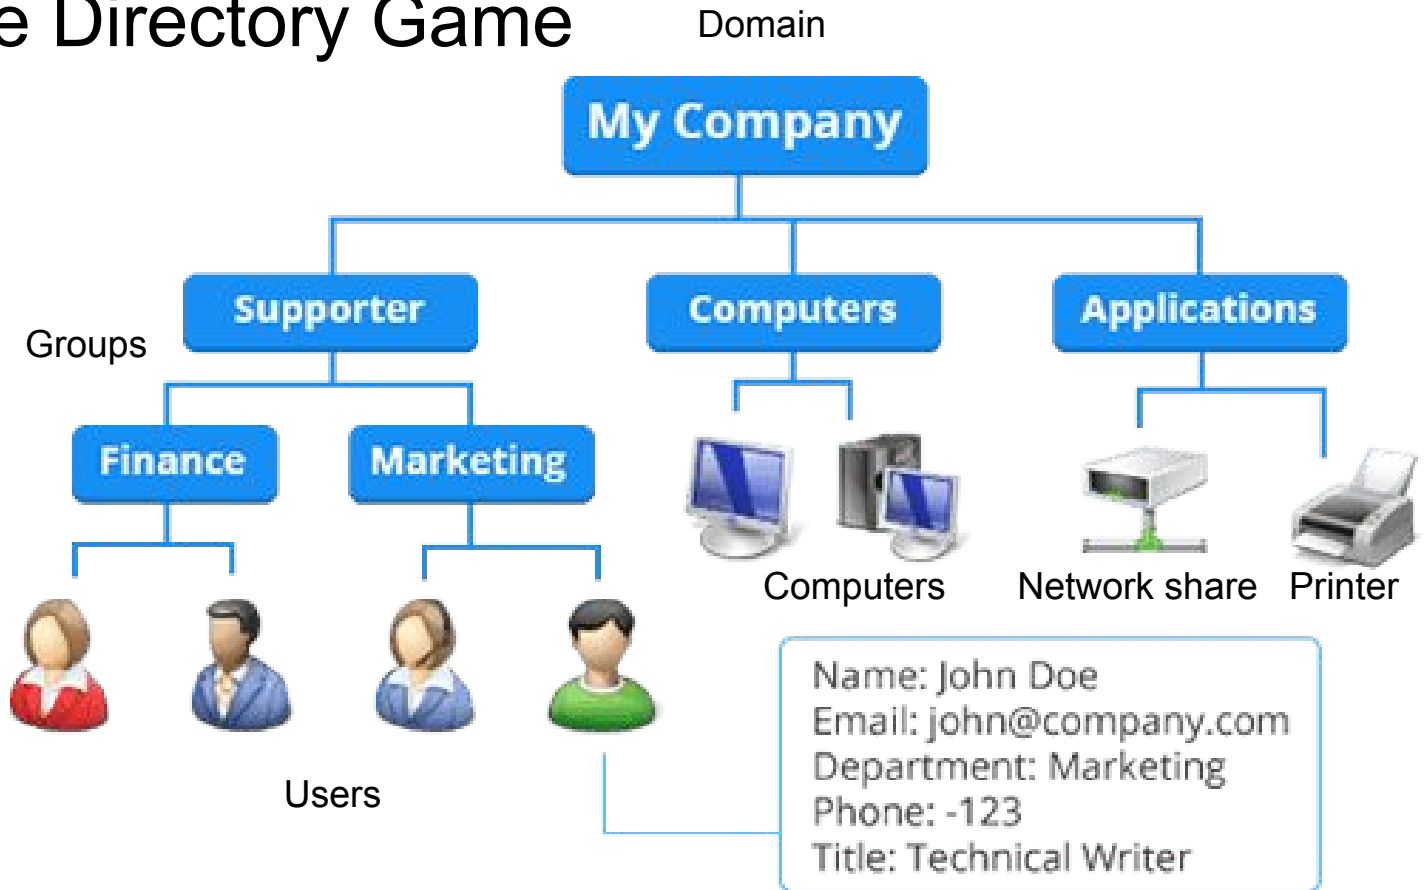 e Directory Game
Domain
My Company
Supporter
Computers
Applications
Groups
Finance
Marketing
Computers
Network share
Printer
Users
Name: John Doe
Email: john@company.com
Department: Marketing
Phone: -123
Title: Technical Writer